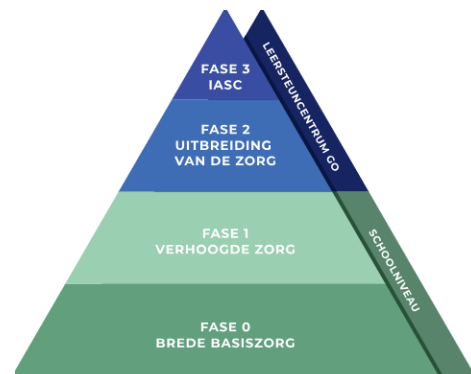 FASE 3
IASC
LEERSTEUNCENTRUM GO
FASE 2
UITBREIDING
VAN DE ZORG
FASE 1
VERHOOGDE ZORG
SCHOOLNIVEAU
FASE 0
BREDE BASISZORG